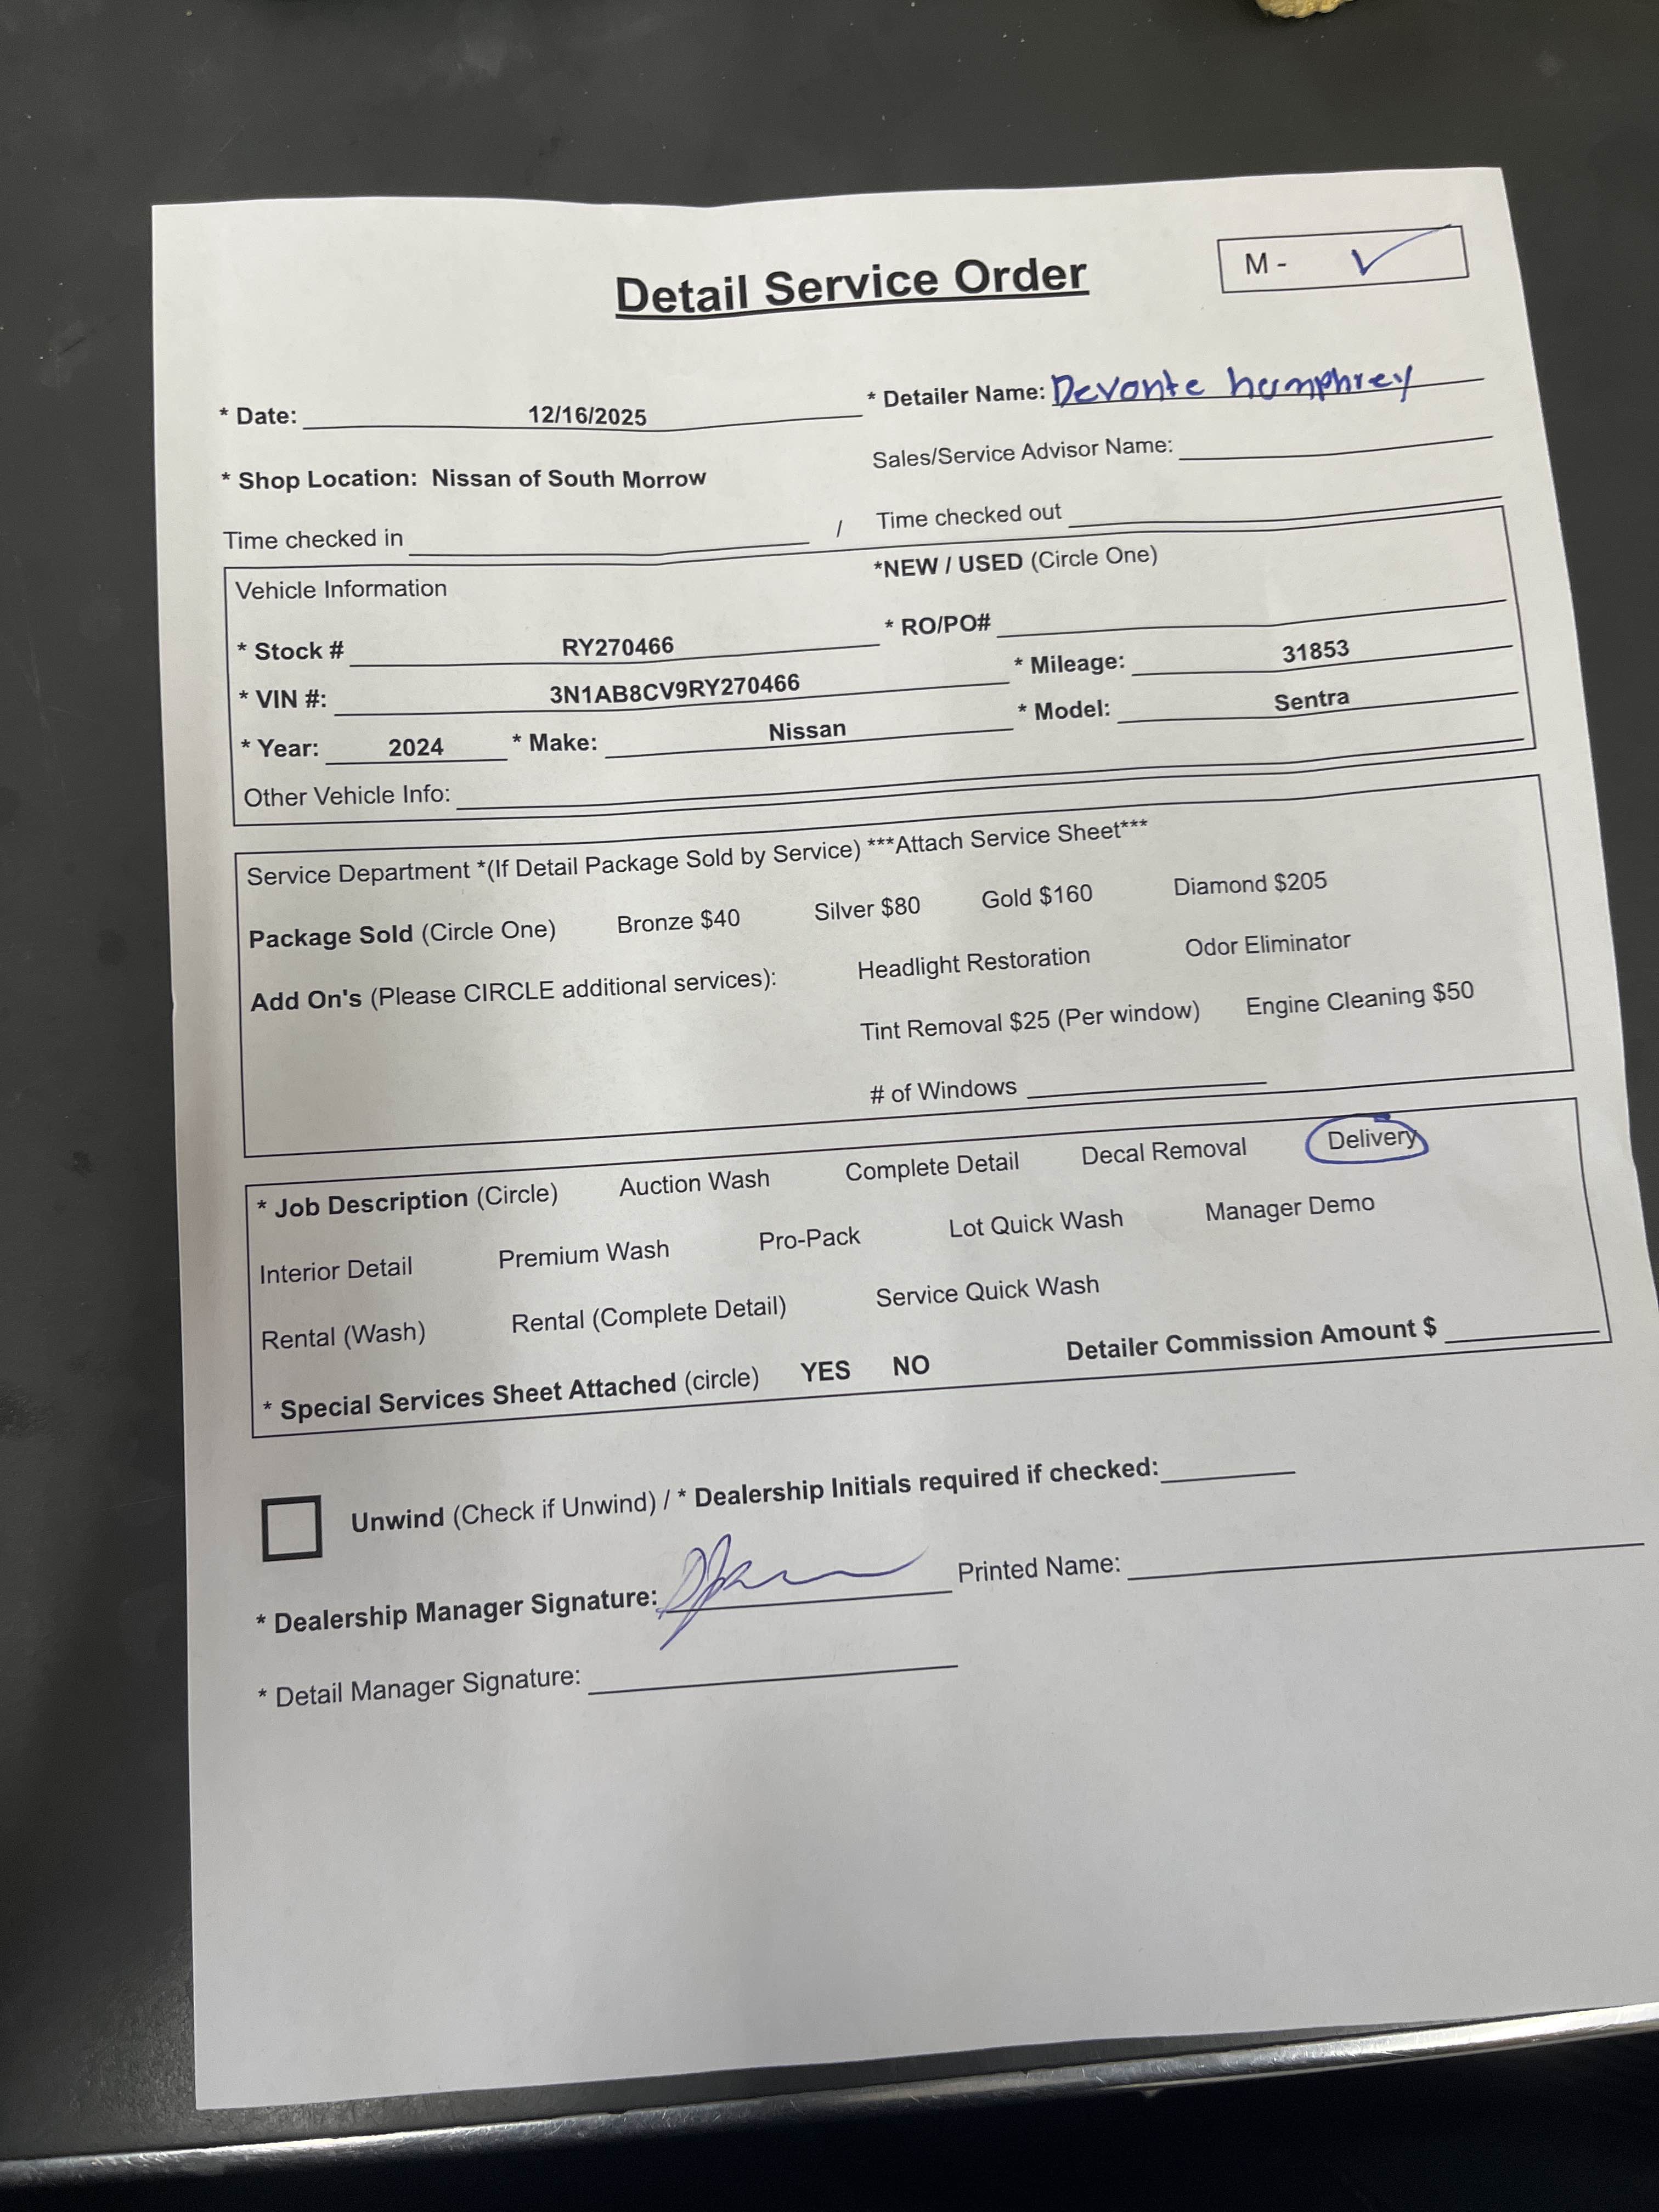 Detail Service Order
M - ✓
* Date: 12/16/2025 * Detailer Name: Devonte humphrey
* Shop Location: Nissan of South Morrow Sales/Service Advisor Name:
Time checked in / Time checked out
Vehicle Information *NEW / USED (Circle One)
* Stock # RY270466 * RO/PO#
* VIN #: 3N1AB8CV9RY270466 * Mileage: 31853
* Year: 2024 * Make: Nissan * Model: Sentra
Other Vehicle Info:
Service Department *(If Detail Package Sold by Service) ***Attach Service Sheet***
Package Sold (Circle One) Bronze $40 Silver $80 Gold $160 Diamond $205
Add On's (Please CIRCLE additional services): Headlight Restoration Odor Eliminator
Tint Removal $25 (Per window) Engine Cleaning $50
# of Windows
* Job Description (Circle) Auction Wash Complete Detail Decal Removal Delivery
Interior Detail Premium Wash Pro-Pack Lot Quick Wash Manager Demo
Rental (Wash) Rental (Complete Detail) Service Quick Wash
* Special Services Sheet Attached (circle) YES NO Detailer Commission Amount $
Unwind (Check if Unwind) / * Dealership Initials required if checked:
* Dealership Manager Signature: Printed Name:
* Detail Manager Signature: